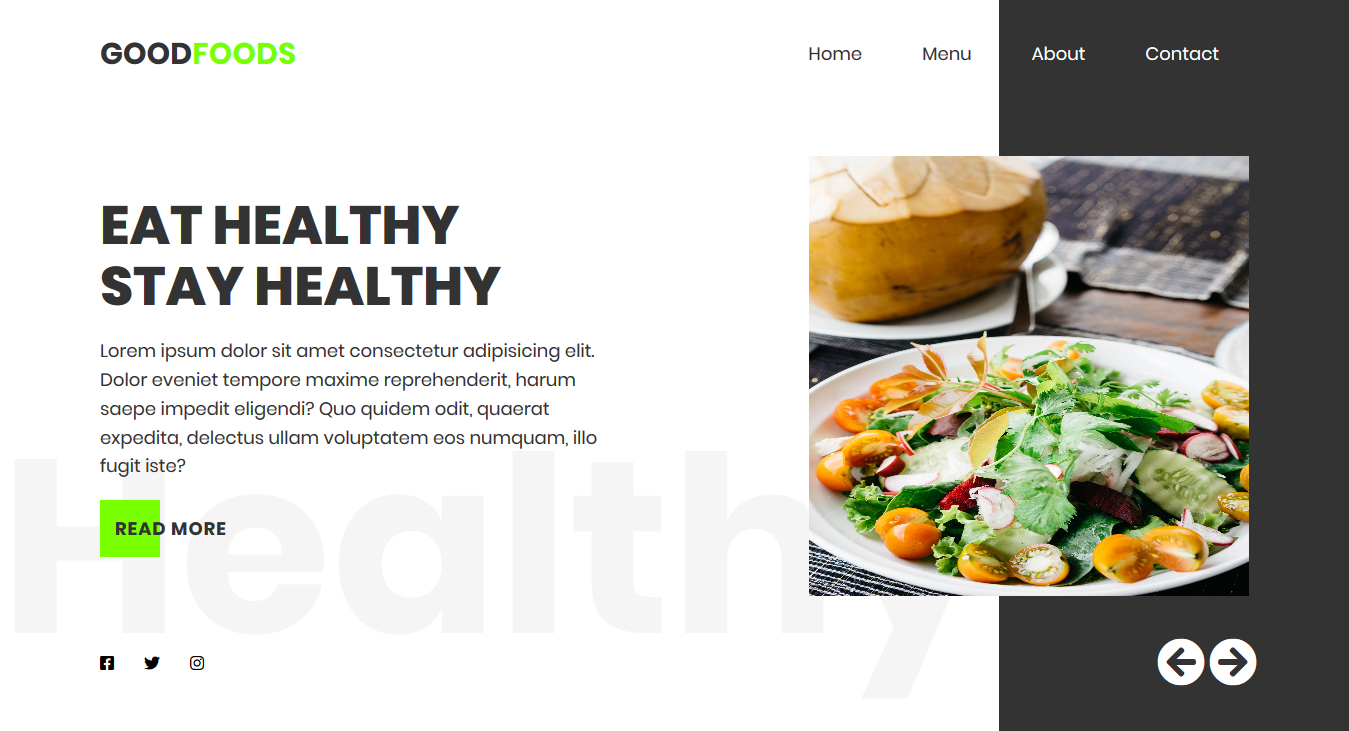 GOODFOODS
Home Menu About Contact
EAT HEALTHY
STAY HEALTHY
Lorem ipsum dolor sit amet consectetur adipisicing elit.
Dolor eveniet tempore maxime reprehenderit, harum
saepe impedit eligendi? Quo quidem odit, quaerat
expedita, delectus ullam voluptatem eos numquam, illo
fugit iste?
Healthy
READ MORE